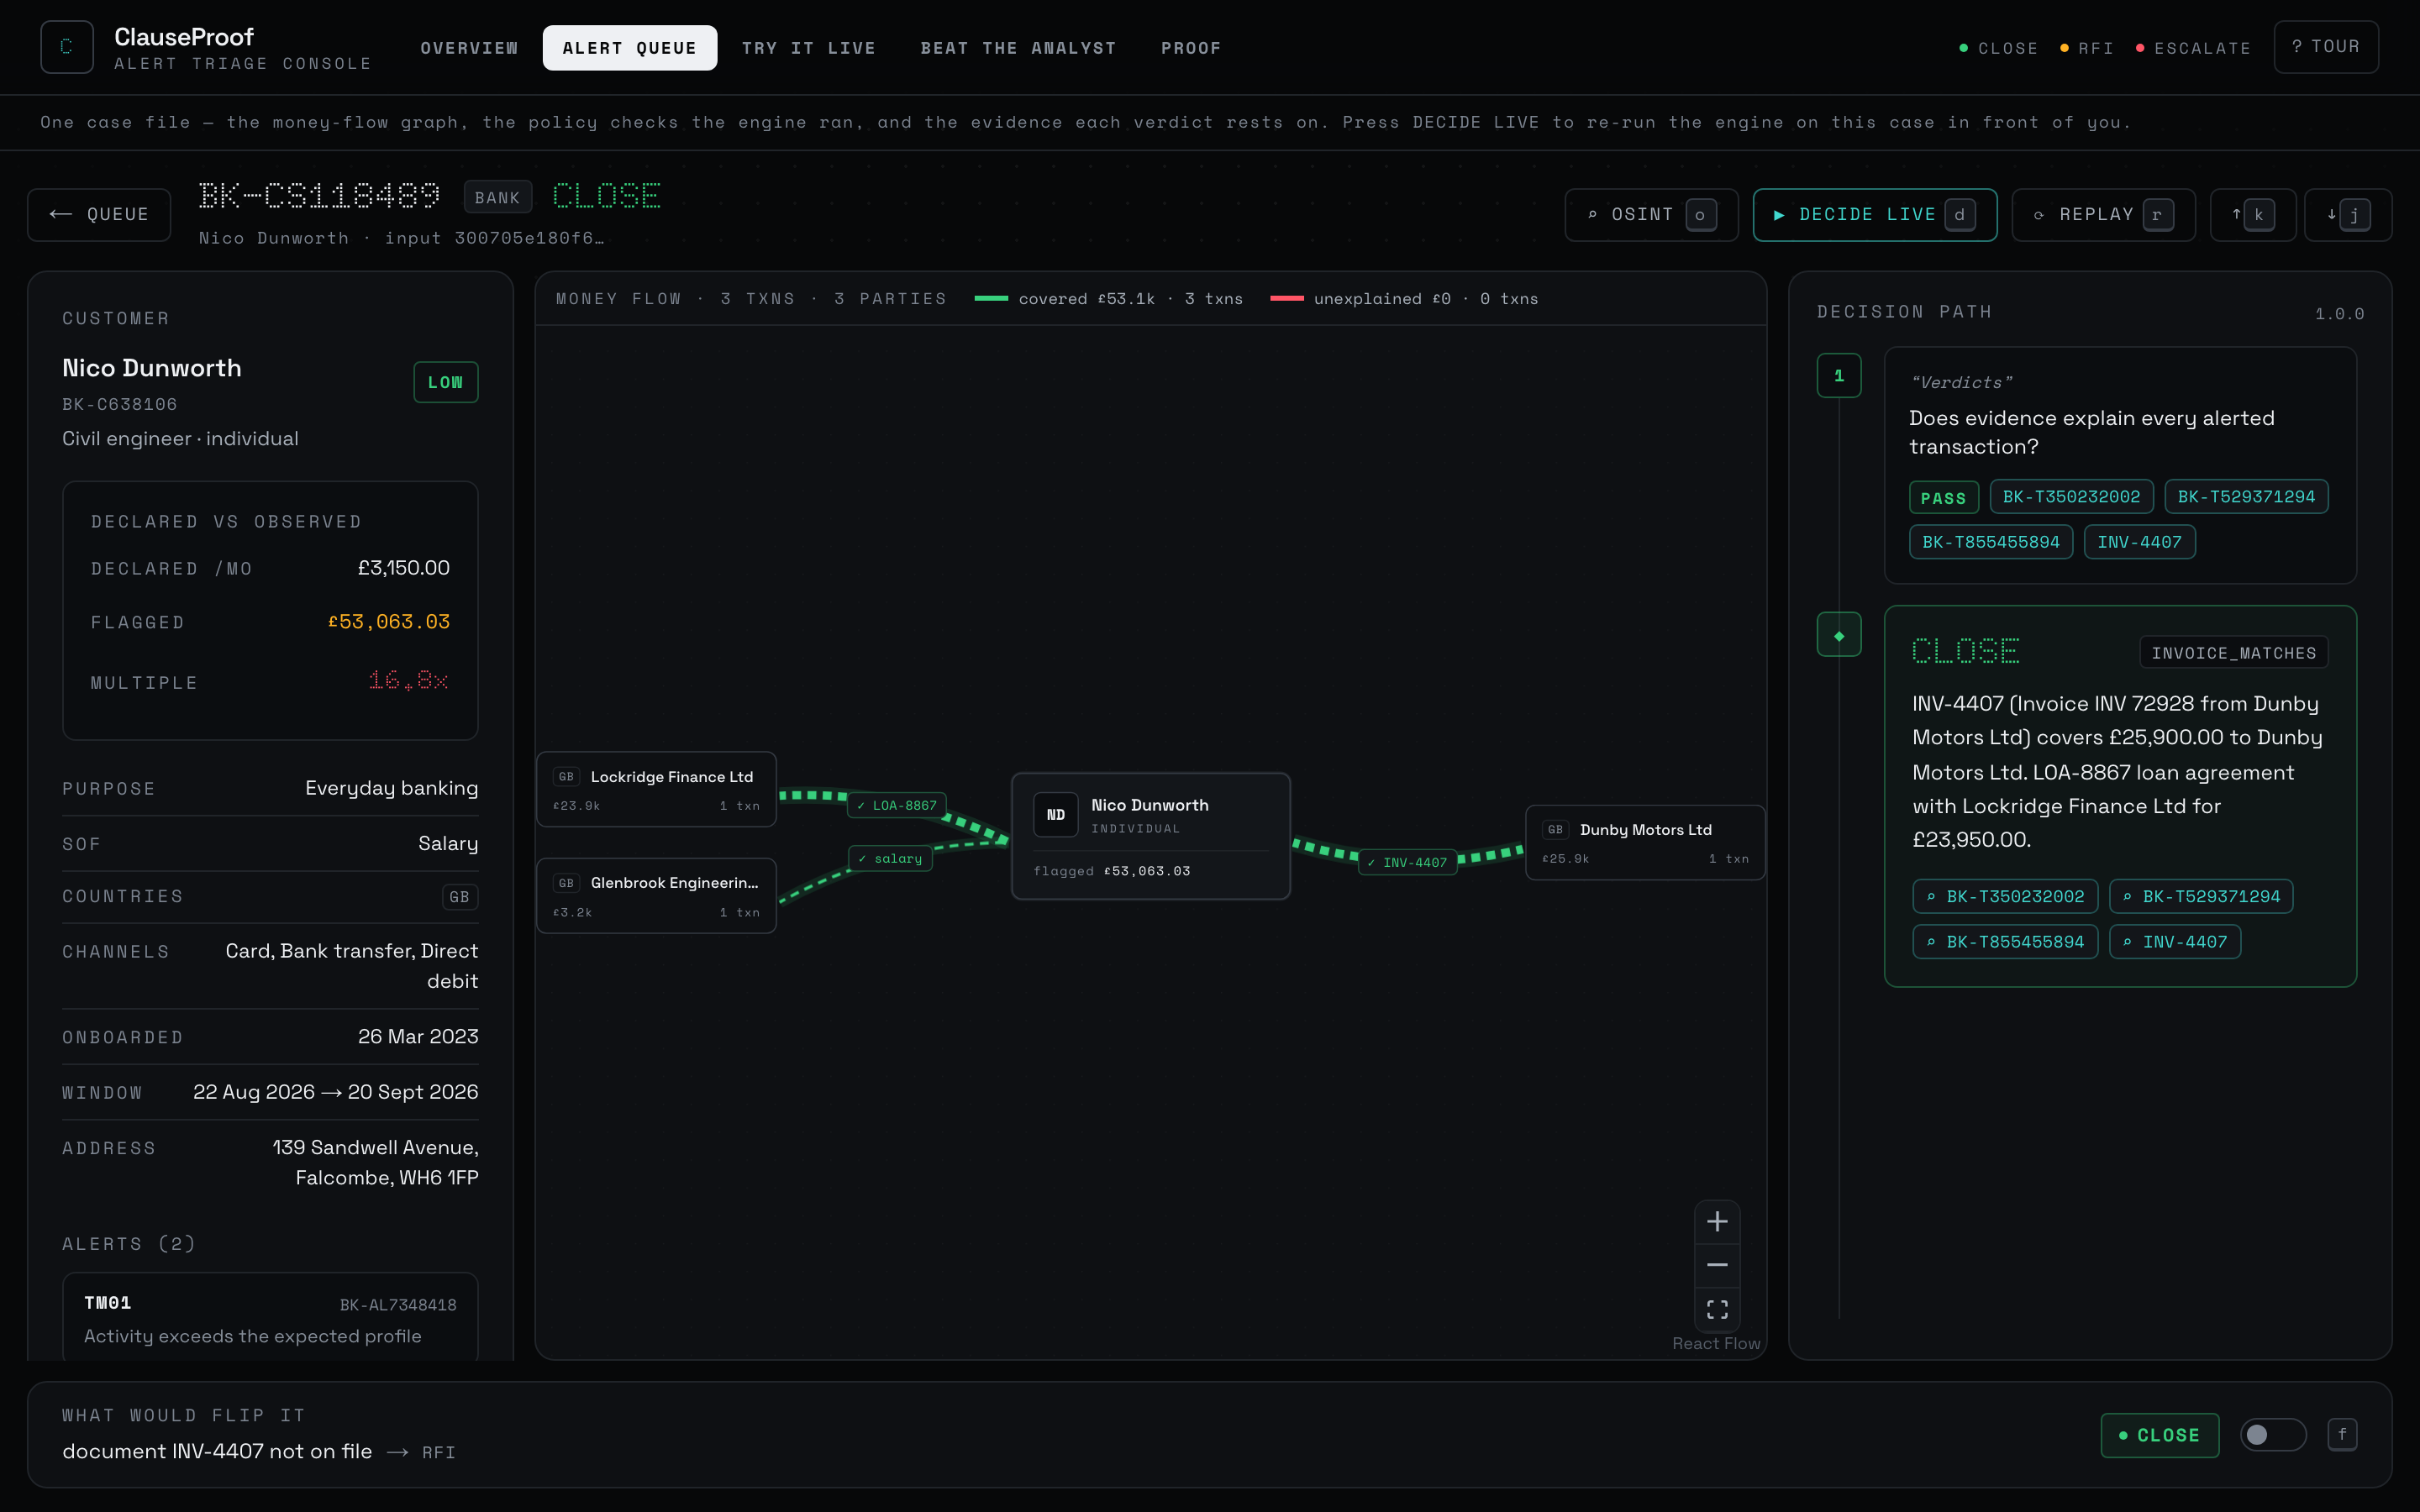 C
ClauseProof
ALERT TRIAGE CONSOLE
OVERVIEW
ALERT QUEUE
TRY IT LIVE
BEAT THE ANALYST
PROOF
CLOSE
RFI
ESCALATE
? TOUR
One case file — the money-flow graph, the policy checks the engine ran, and the evidence each verdict rests on. Press DECIDE LIVE to re-run the engine on this case in front of you.
← QUEUE
BK-CS118489 BANK CLOSE
Nico Dunworth · input 300705e180f6…
⌕ OSINT o
▶ DECIDE LIVE d
⟳ REPLAY r
↑ k
↓ j
CUSTOMER
Nico Dunworth
LOW
BK-C638106
Civil engineer · individual
DECLARED VS OBSERVED
DECLARED /MO £3,150.00
FLAGGED £53,063.03
MULTIPLE 16.8x
PURPOSE Everyday banking
SOF Salary
COUNTRIES GB
CHANNELS Card, Bank transfer, Direct
debit
ONBOARDED 26 Mar 2023
WINDOW 22 Aug 2026 → 20 Sept 2026
ADDRESS 139 Sandwell Avenue,
Falcombe, WH6 1FP
ALERTS (2)
TM01 BK-AL7348418
Activity exceeds the expected profile
MONEY FLOW · 3 TXNS · 3 PARTIES
covered £53.1k · 3 txns
unexplained £0 · 0 txns
GB Lockridge Finance Ltd
£23.9k 1 txn
✓ LOA-8867
GB Glenbrook Engineerin…
£3.2k 1 txn
✓ salary
ND Nico Dunworth
INDIVIDUAL
flagged £53,063.03
✓ INV-4407
GB Dunby Motors Ltd
£25.9k 1 txn
React Flow
DECISION PATH 1.0.0
1
“Verdicts”
Does evidence explain every alerted
transaction?
PASS BK-T350232002 BK-T529371294
BK-T855455894 INV-4407
CLOSE INVOICE_MATCHES
INV-4407 (Invoice INV 72928 from Dunby
Motors Ltd) covers £25,900.00 to Dunby
Motors Ltd. LOA-8867 loan agreement
with Lockridge Finance Ltd for
£23,950.00.
⌕ BK-T350232002 ⌕ BK-T529371294
⌕ BK-T855455894 ⌕ INV-4407
WHAT WOULD FLIP IT
document INV-4407 not on file → RFI
CLOSE
f